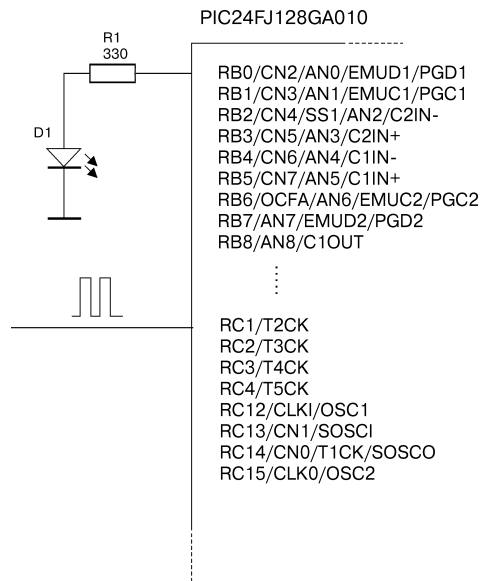 PIC24FJ128GA010
R1
330
D1
RB0/CN2/AN0/EMUD1/PGD1
RB1/CN3/AN1/EMUC1/PGC1
RB2/CN4/SS1/AN2/C2IN-
RB3/CN5/AN3/C2IN+
RB4/CN6/AN4/C1IN-
RB5/CN7/AN5/C1IN+
RB6/OCFA/AN6/EMUC2/PGC2
RB7/AN7/EMUD2/PGD2
RB8/AN8/C1OUT
RC1/T2CK
RC2/T3CK
RC3/T4CK
RC4/T5CK
RC12/CLKI/OSC1
RC13/CN1/SOSCI
RC14/CN0/T1CK/SOSCO
RC15/CLK0/OSC2